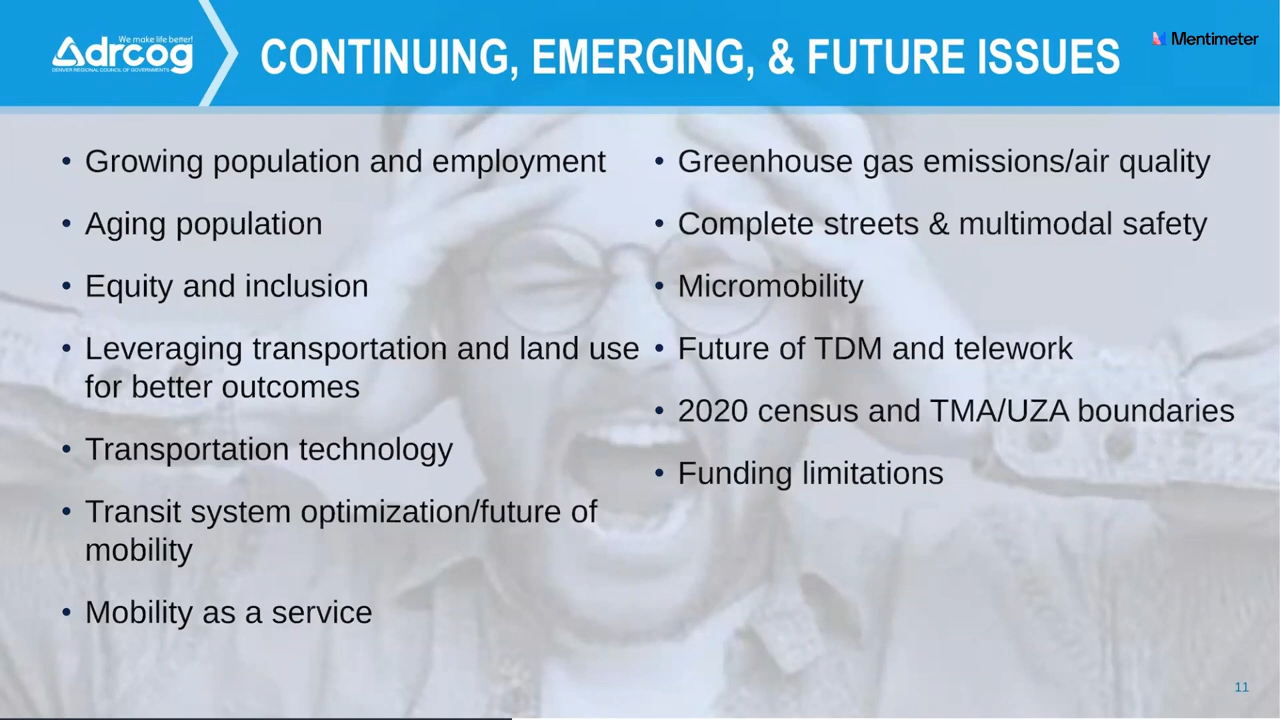 We make life better!
drcog
DENVER REGIONAL COUNCIL OF GOVERNMENTS
CONTINUING, EMERGING, & FUTURE ISSUES
Mentimeter
• Growing population and employment
• Aging population
• Equity and inclusion
• Leveraging transportation and land use
for better outcomes
• Transportation technology
• Transit system optimization/future of
mobility
• Mobility as a service
• Greenhouse gas emissions/air quality
• Complete streets & multimodal safety
• Micromobility
• Future of TDM and telework
• 2020 census and TMA/UZA boundaries
• Funding limitations
11